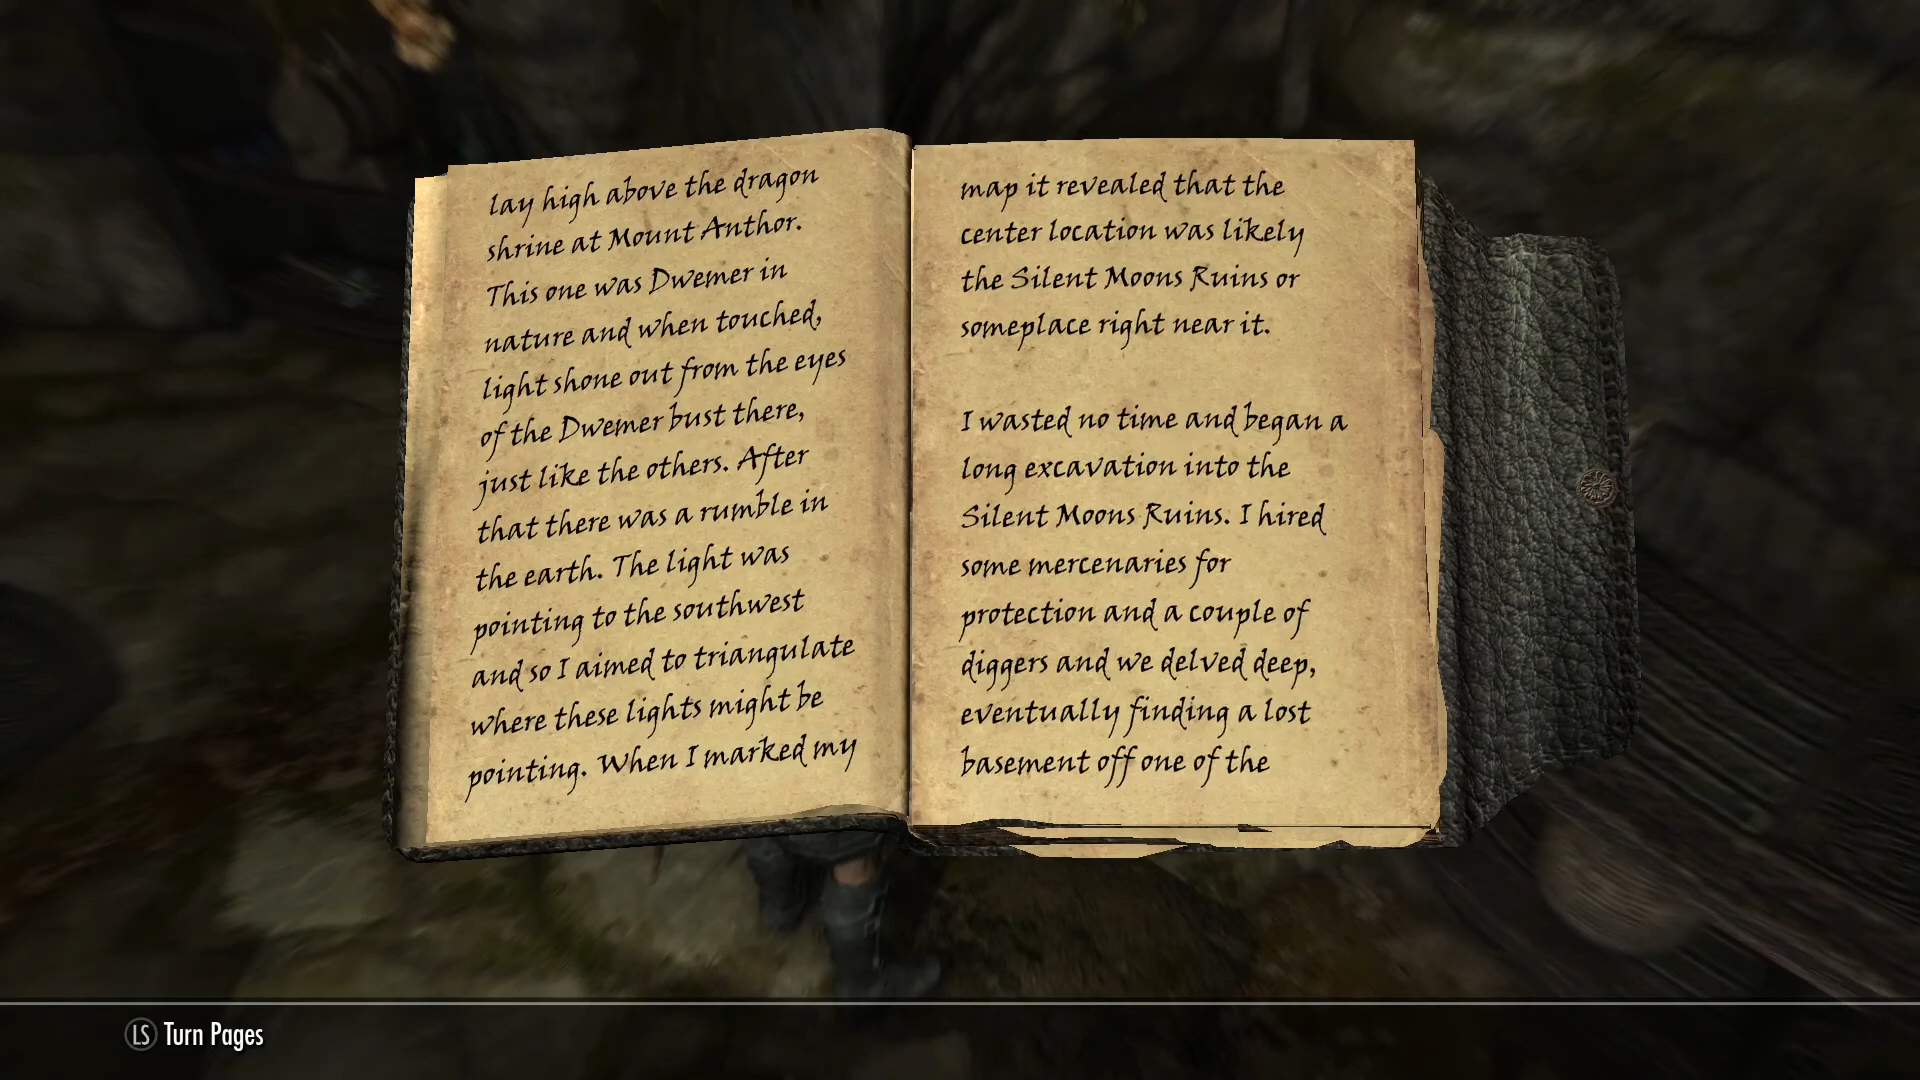 lay high above the dragon
shrine at Mount Anthor.
This one was Dwemer in
nature and when touched,
light shone out from the eyes
of the Dwemer bust there,
just like the others. After
that there was a rumble in
the earth. The light was
pointing to the southwest
and so I aimed to triangulate
where these lights might be
pointing. When I marked my
map it revealed that the
center location was likely
the Silent Moons Ruins or
someplace right near it.
I wasted no time and began a
long excavation into the
Silent Moons Ruins. I hired
some mercenaries for
protection and a couple of
diggers and we delved deep,
eventually finding a lost
basement off one of the
LS Turn Pages